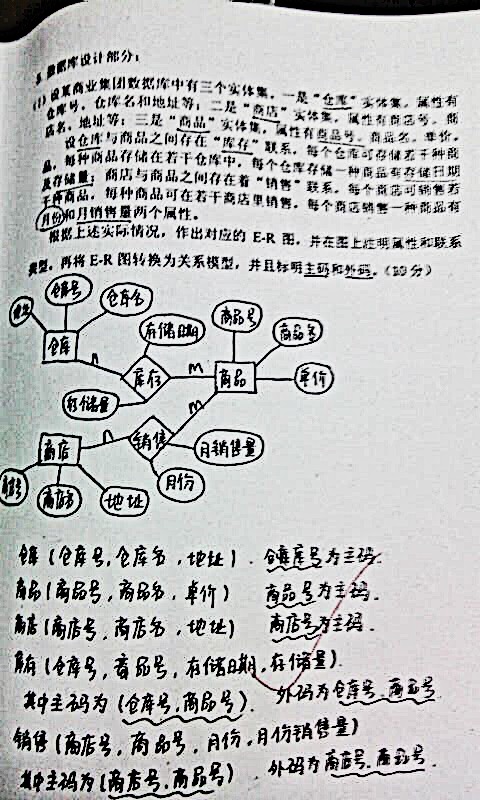 数据库设计部分:
(1) 设某商业集团数据库中有三个实体集。一是“仓库”实体集，属性有
仓库号、仓库名和地址等；二是“商店”实体集，属性有商店号、商
店名、地址等；三是“商品”实体集，属性有商品号、商品名、单价。
设仓库与商品之间存在“库存”联系，每个仓库可存储若干种商
品，每种商品存储在若干仓库中，每个仓库存储一种商品有存储日期
及存储量；商店与商品之间存在着“销售”联系，每个商店可销售若
干种商品，每种商品可在若干商店里销售，每个商店销售一种商品有
月份和月销售量两个属性。
根据上述实际情况，作出对应的 E-R 图，并在图上注明属性和联系
类型。再将 E-R 图转换为关系模型，并且标明主码和外码。(20分)
仓库号
仓库名
商品号
存储日期
商品名
仓库
n
库存
m
商品
单价
存储量
m
n
商店
销售
月销售量
商店号
商店名
地址
月份
仓库 (仓库号, 仓库名, 地址). 仓库号为主码.
商品 (商品号, 商品名, 单价) 商品号为主码.
商店 (商店号, 商店名, 地址) 商店号为主码.
库存 (仓库号, 商品号, 存储日期, 存储量).
其中主码为 (仓库号, 商品号). 外码为仓库号, 商品号
销售 (商店号, 商品号, 月份, 月份销售量)
其中主码为 (商店号, 商品号) 外码为商店号, 商品号.